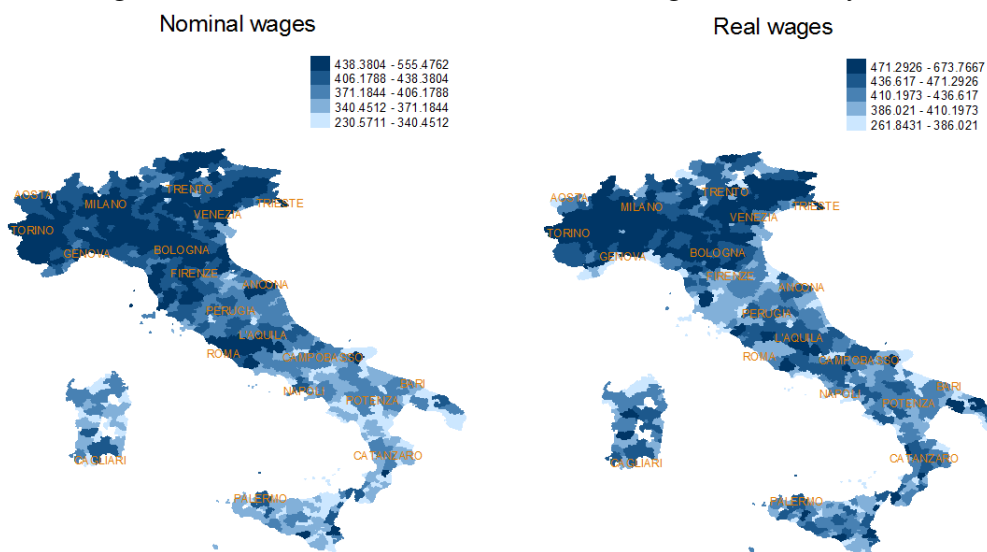 Nominal wages
438.3804 - 555.4762
406.1788 - 438.3804
371.1844 - 406.1788
340.4512 - 371.1844
230.5711 - 340.4512
AOSTA
TRENTO
MILANO
TRIESTE
VENEZIA
TORINO
GENOVA
BOLOGNA
FIRENZE
ANCONA
PERUGIA
L'AQUILA
ROMA
CAMPOBASSO
BARI
NAPOLI
POTENZA
CATANZARO
CAGLIARI
PALERMO
Real wages
471.2926 - 673.7667
436.617 - 471.2926
410.1973 - 436.617
386.021 - 410.1973
261.8431 - 386.021
AOSTA
TRENTO
MILANO
TRIESTE
VENEZIA
TORINO
GENOVA
BOLOGNA
FIRENZE
ANCONA
PERUGIA
L'AQUILA
ROMA
CAMPOBASSO
BARI
NAPOLI
POTENZA
CATANZARO
CAGLIARI
PALERMO